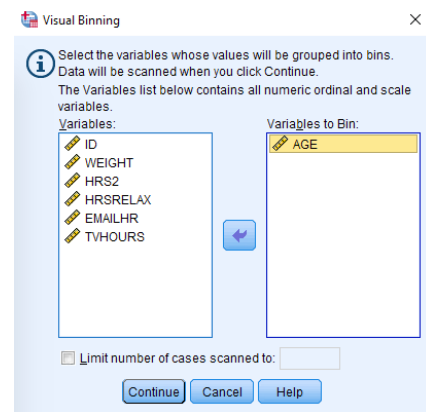 Visual Binning
Select the variables whose values will be grouped into bins.
Data will be scanned when you click Continue.
The Variables list below contains all numeric ordinal and scale
variables.
Variables:
ID
WEIGHT
HRS2
HRSRELAX
EMAILHR
TVHOURS
Variables to Bin:
AGE
Limit number of cases scanned to:
Continue Cancel Help